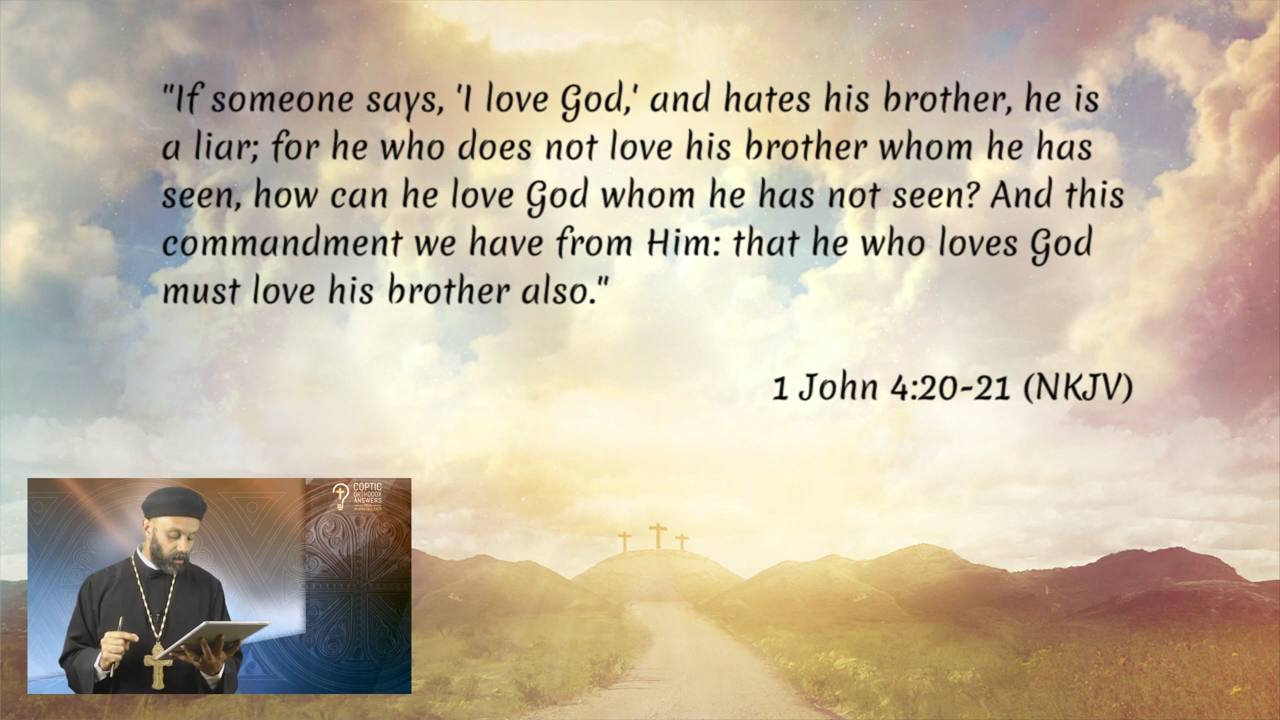 "If someone says, 'I love God,' and hates his brother, he is
a liar; for he who does not love his brother whom he has
seen, how can he love God whom he has not seen? And this
commandment we have from Him: that he who loves God
must love his brother also."
1 John 4:20-21 (NKJV)
COPTIC
ORTHODOX
ANSWERS